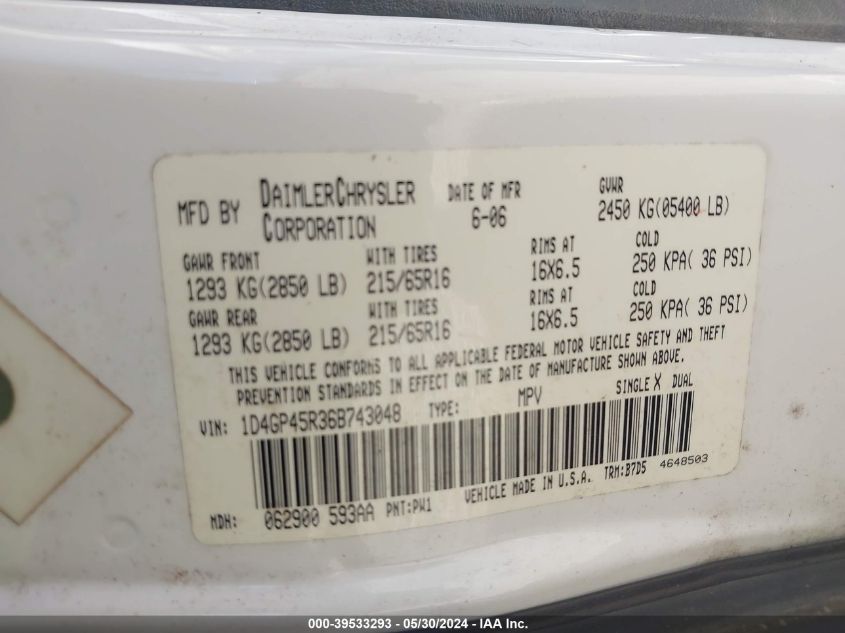 MFD BY DAIMLERCHRYSLER CORPORATION DATE OF MFR 6-06 GVWR 2450 KG(05400 LB)
GAWR FRONT WITH TIRES RIMS AT COLD
1293 KG(2850 LB) 215/65R16 16X6.5 250 KPA( 36 PSI)
GAWR REAR WITH TIRES RIMS AT COLD
1293 KG(2850 LB) 215/65R16 16X6.5 250 KPA( 36 PSI)
THIS VEHICLE CONFORMS TO ALL APPLICABLE FEDERAL MOTOR VEHICLE SAFETY AND THEFT
PREVENTION STANDARDS IN EFFECT ON THE DATE OF MANUFACTURE SHOWN ABOVE.
VIN: 1D4GP45R36B743048 TYPE: MPV SINGLE X DUAL
MDH: 062900 593AA PNT:PW1 VEHICLE MADE IN U.S.A. TRM:B7D5 4648503
000-39533293 - 05/30/2024 - IAA Inc.